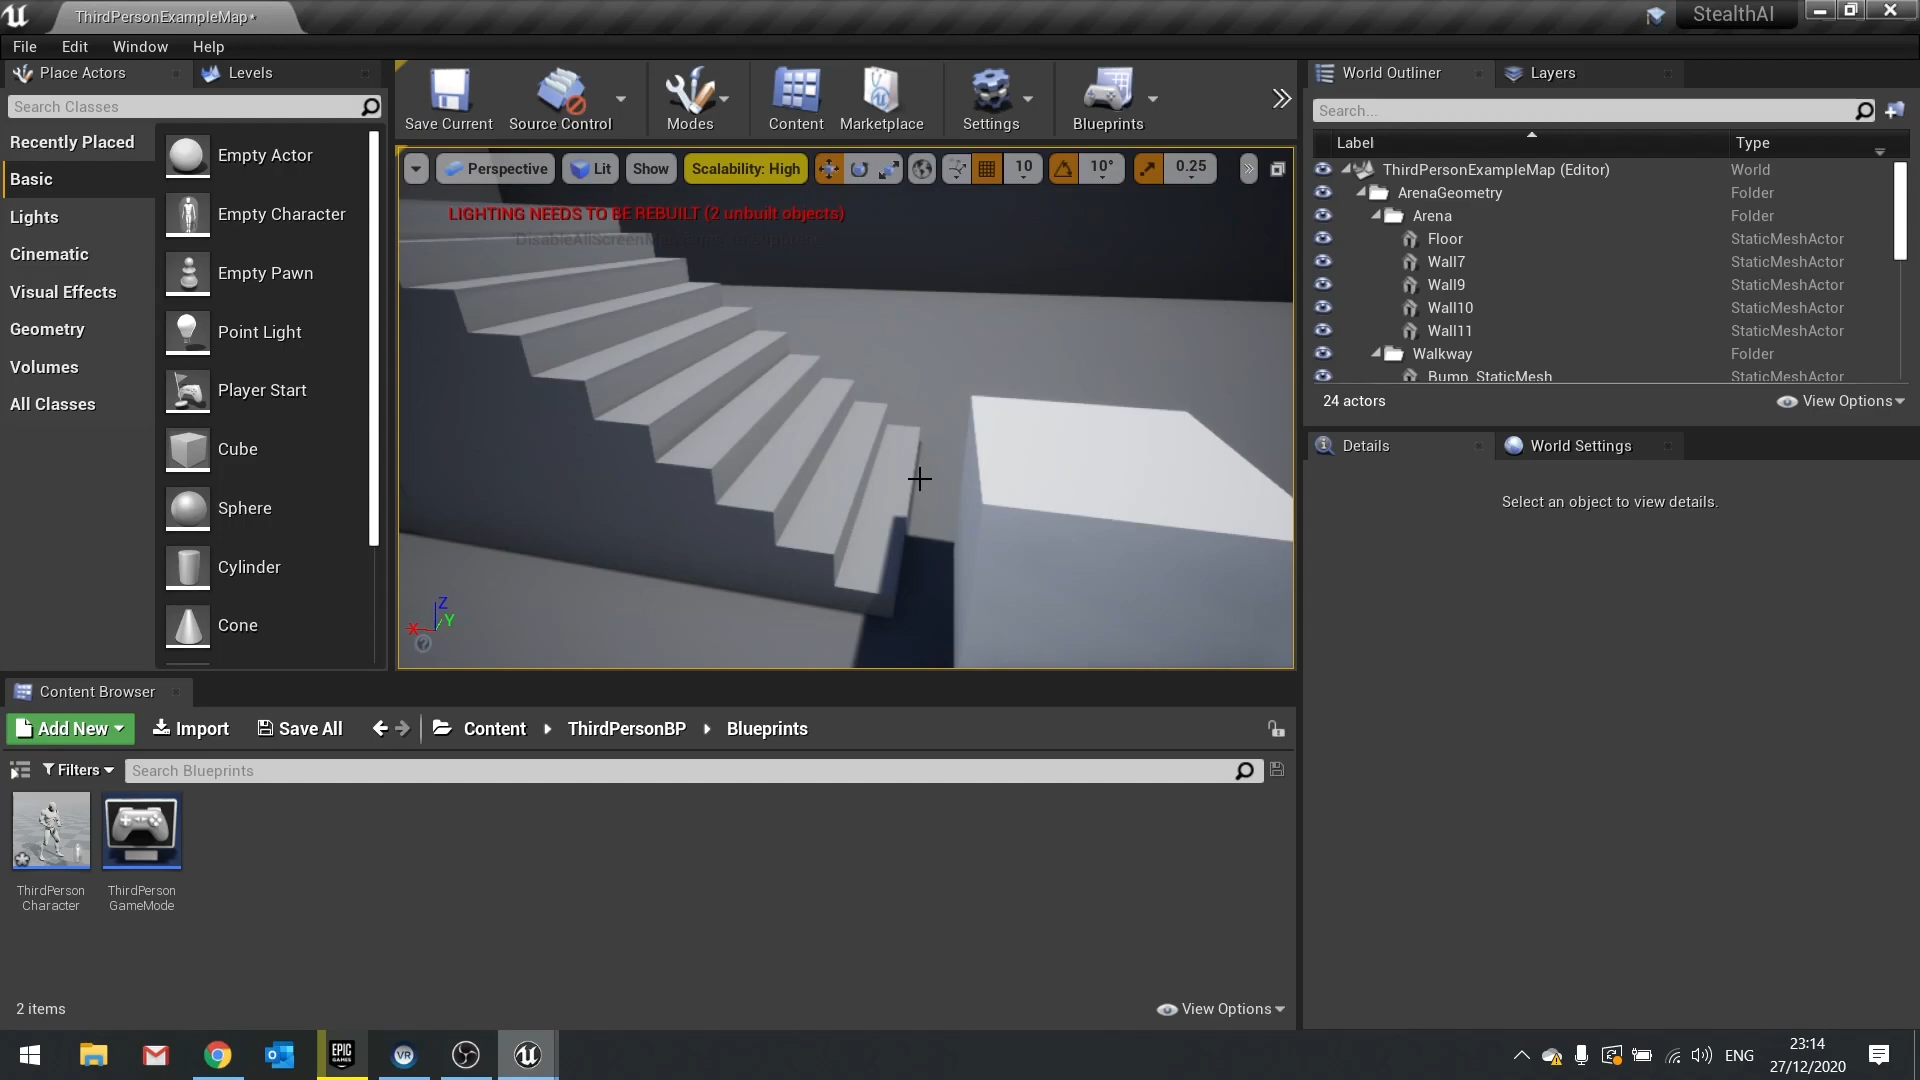 ThirdPersonExampleMap*
StealthAI
File
Edit
Window
Help
Place Actors
Levels
Search Classes
Recently Placed
Basic
Lights
Cinematic
Visual Effects
Geometry
Volumes
All Classes
Empty Actor
Empty Character
Empty Pawn
Point Light
Player Start
Cube
Sphere
Cylinder
Cone
Save Current
Source Control
Modes
Content
Marketplace
Settings
Blueprints
Perspective
Lit
Show
Scalability: High
10
10°
0.25
LIGHTING NEEDS TO BE REBUILT (2 unbuilt objects)
X
Y
Z
World Outliner
Layers
Search...
Label
Type
ThirdPersonExampleMap (Editor)
World
ArenaGeometry
Folder
Arena
Folder
Floor
StaticMeshActor
Wall7
StaticMeshActor
Wall9
StaticMeshActor
Wall10
StaticMeshActor
Wall11
StaticMeshActor
Walkway
Folder
Bump_StaticMesh
StaticMeshActor
24 actors
View Options
Details
World Settings
Select an object to view details.
Content Browser
Add New
Import
Save All
Content
ThirdPersonBP
Blueprints
Filters
Search Blueprints
ThirdPerson
Character
ThirdPerson
GameMode
2 items
View Options
EPIC
GAMES
VR
ENG
23:14
27/12/2020